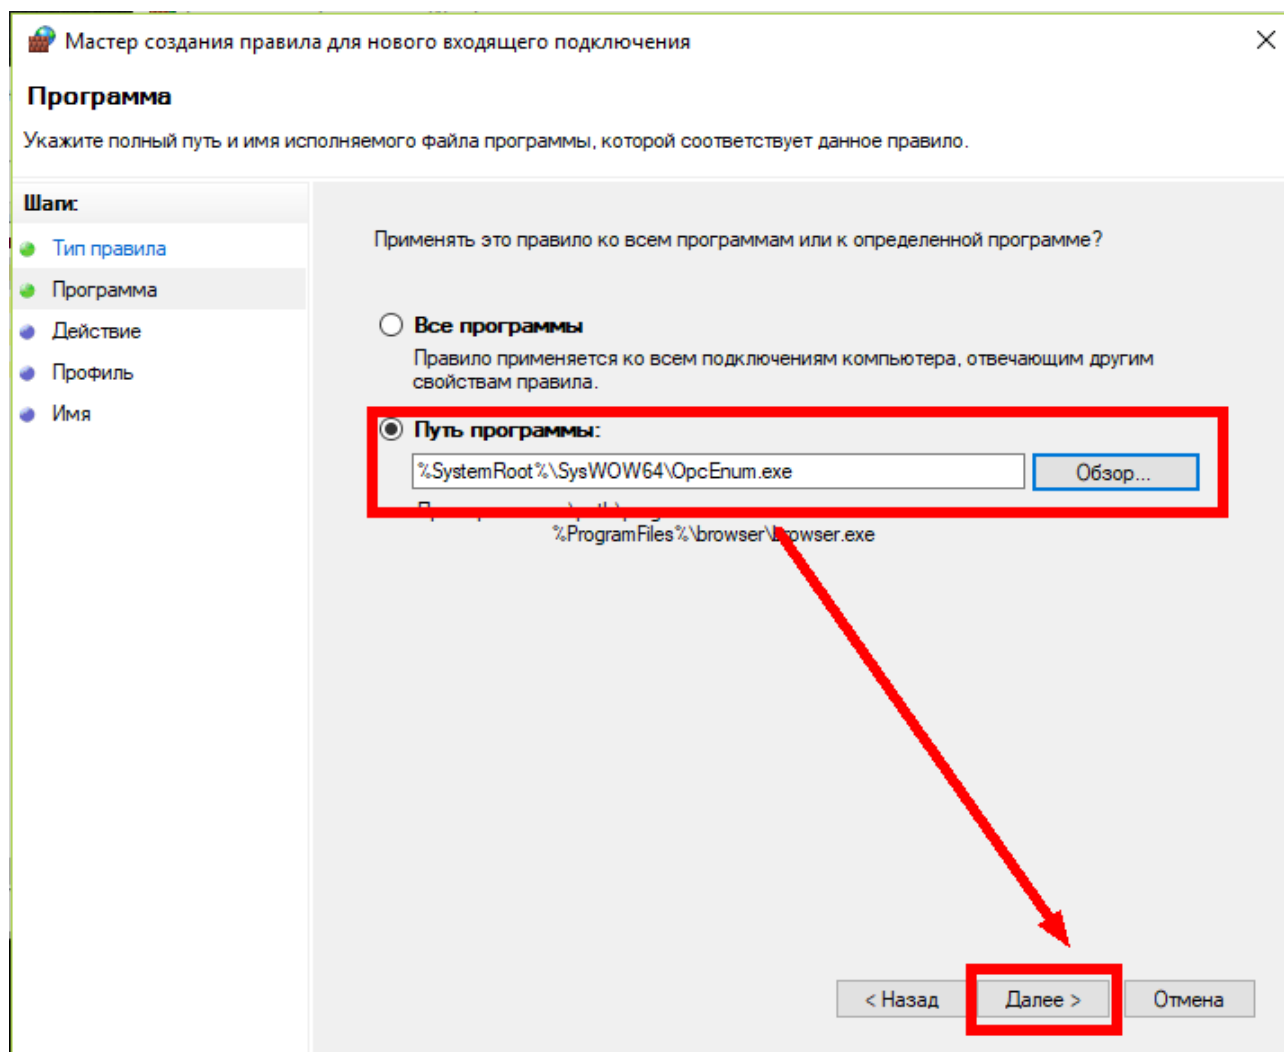 Мастер создания правила для нового входящего подключения
Программа
Укажите полный путь и имя исполняемого файла программы, которой соответствует данное правило.
Шаги:
Тип правила
Программа
Действие
Профиль
Имя
Применять это правило ко всем программам или к определенной программе?
Все программы
Правило применяется ко всем подключениям компьютера, отвечающим другим
свойствам правила.
Путь программы:
%SystemRoot%\SysWOW64\OpcEnum.exe
Обзор...
%ProgramFiles%\browser\browser.exe
< Назад
Далее >
Отмена